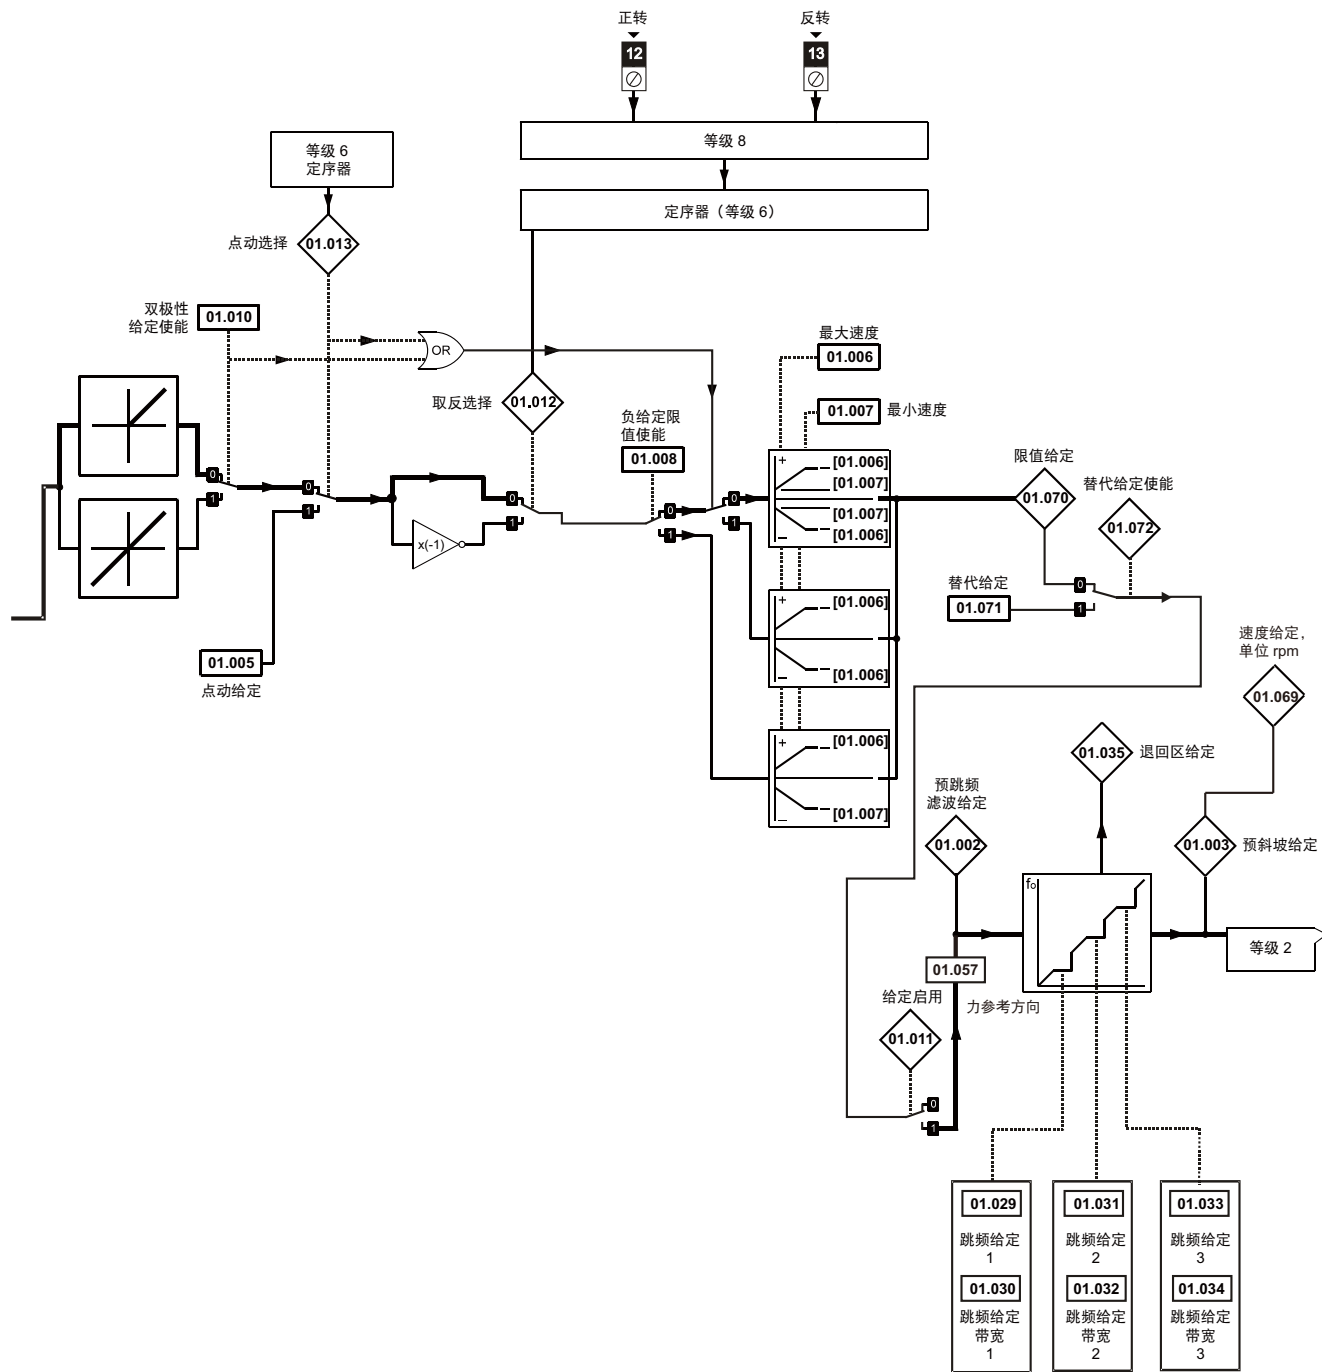 正转
反转
12
13
等级 8
等级 6
定序器
定序器（等级 6）
点动选择
01.013
双极性
给定使能
01.010
OR
最大速度
01.006
取反选择
01.012
01.007
最小速度
负给定限
值使能
01.008
+
[01.006]
[01.007]
[01.007]
[01.006]
–
限值给定
01.070
替代给定使能
01.072
0
1
0
1
0
1
0
1
0
1
x(-1)
替代给定
01.071
0
1
+
[01.006]
[01.006]
–
01.005
点动给定
速度给定，
单位 rpm
01.069
+
[01.006]
[01.007]
–
01.035
退回区给定
预跳频
滤波给定
01.002
01.003
预斜坡给定
fo
等级 2
01.057
给定启用
力参考方向
01.011
0
1
01.029
跳频给定
1
01.030
跳频给定
带宽
1
01.031
跳频给定
2
01.032
跳频给定
带宽
2
01.033
跳频给定
3
01.034
跳频给定
带宽
3